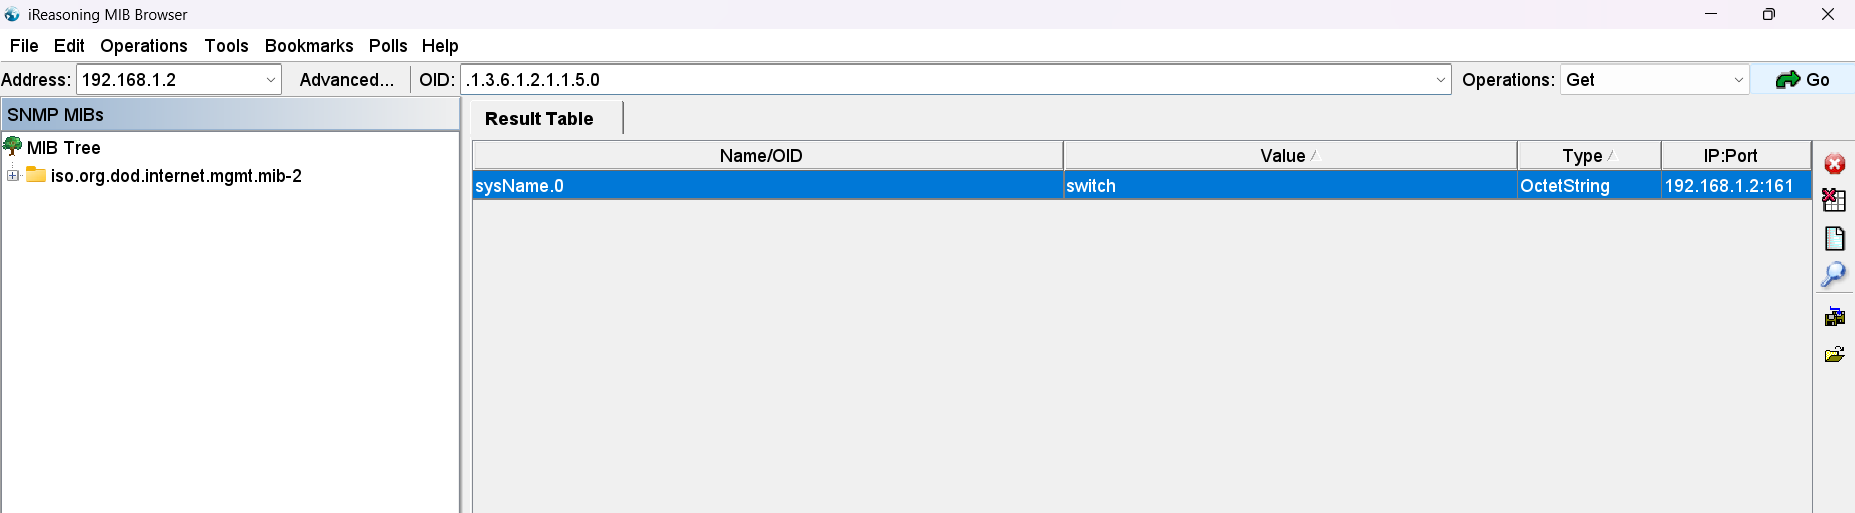 iReasoning MIB Browser
File Edit Operations Tools Bookmarks Polls Help
Address: 192.168.1.2 Advanced... OID: .1.3.6.1.2.1.1.5.0 Operations: Get Go
SNMP MIBs
MIB Tree
iso.org.dod.internet.mgmt.mib-2
Result Table
Name/OID Value Type IP:Port
sysName.0 switch OctetString 192.168.1.2:161